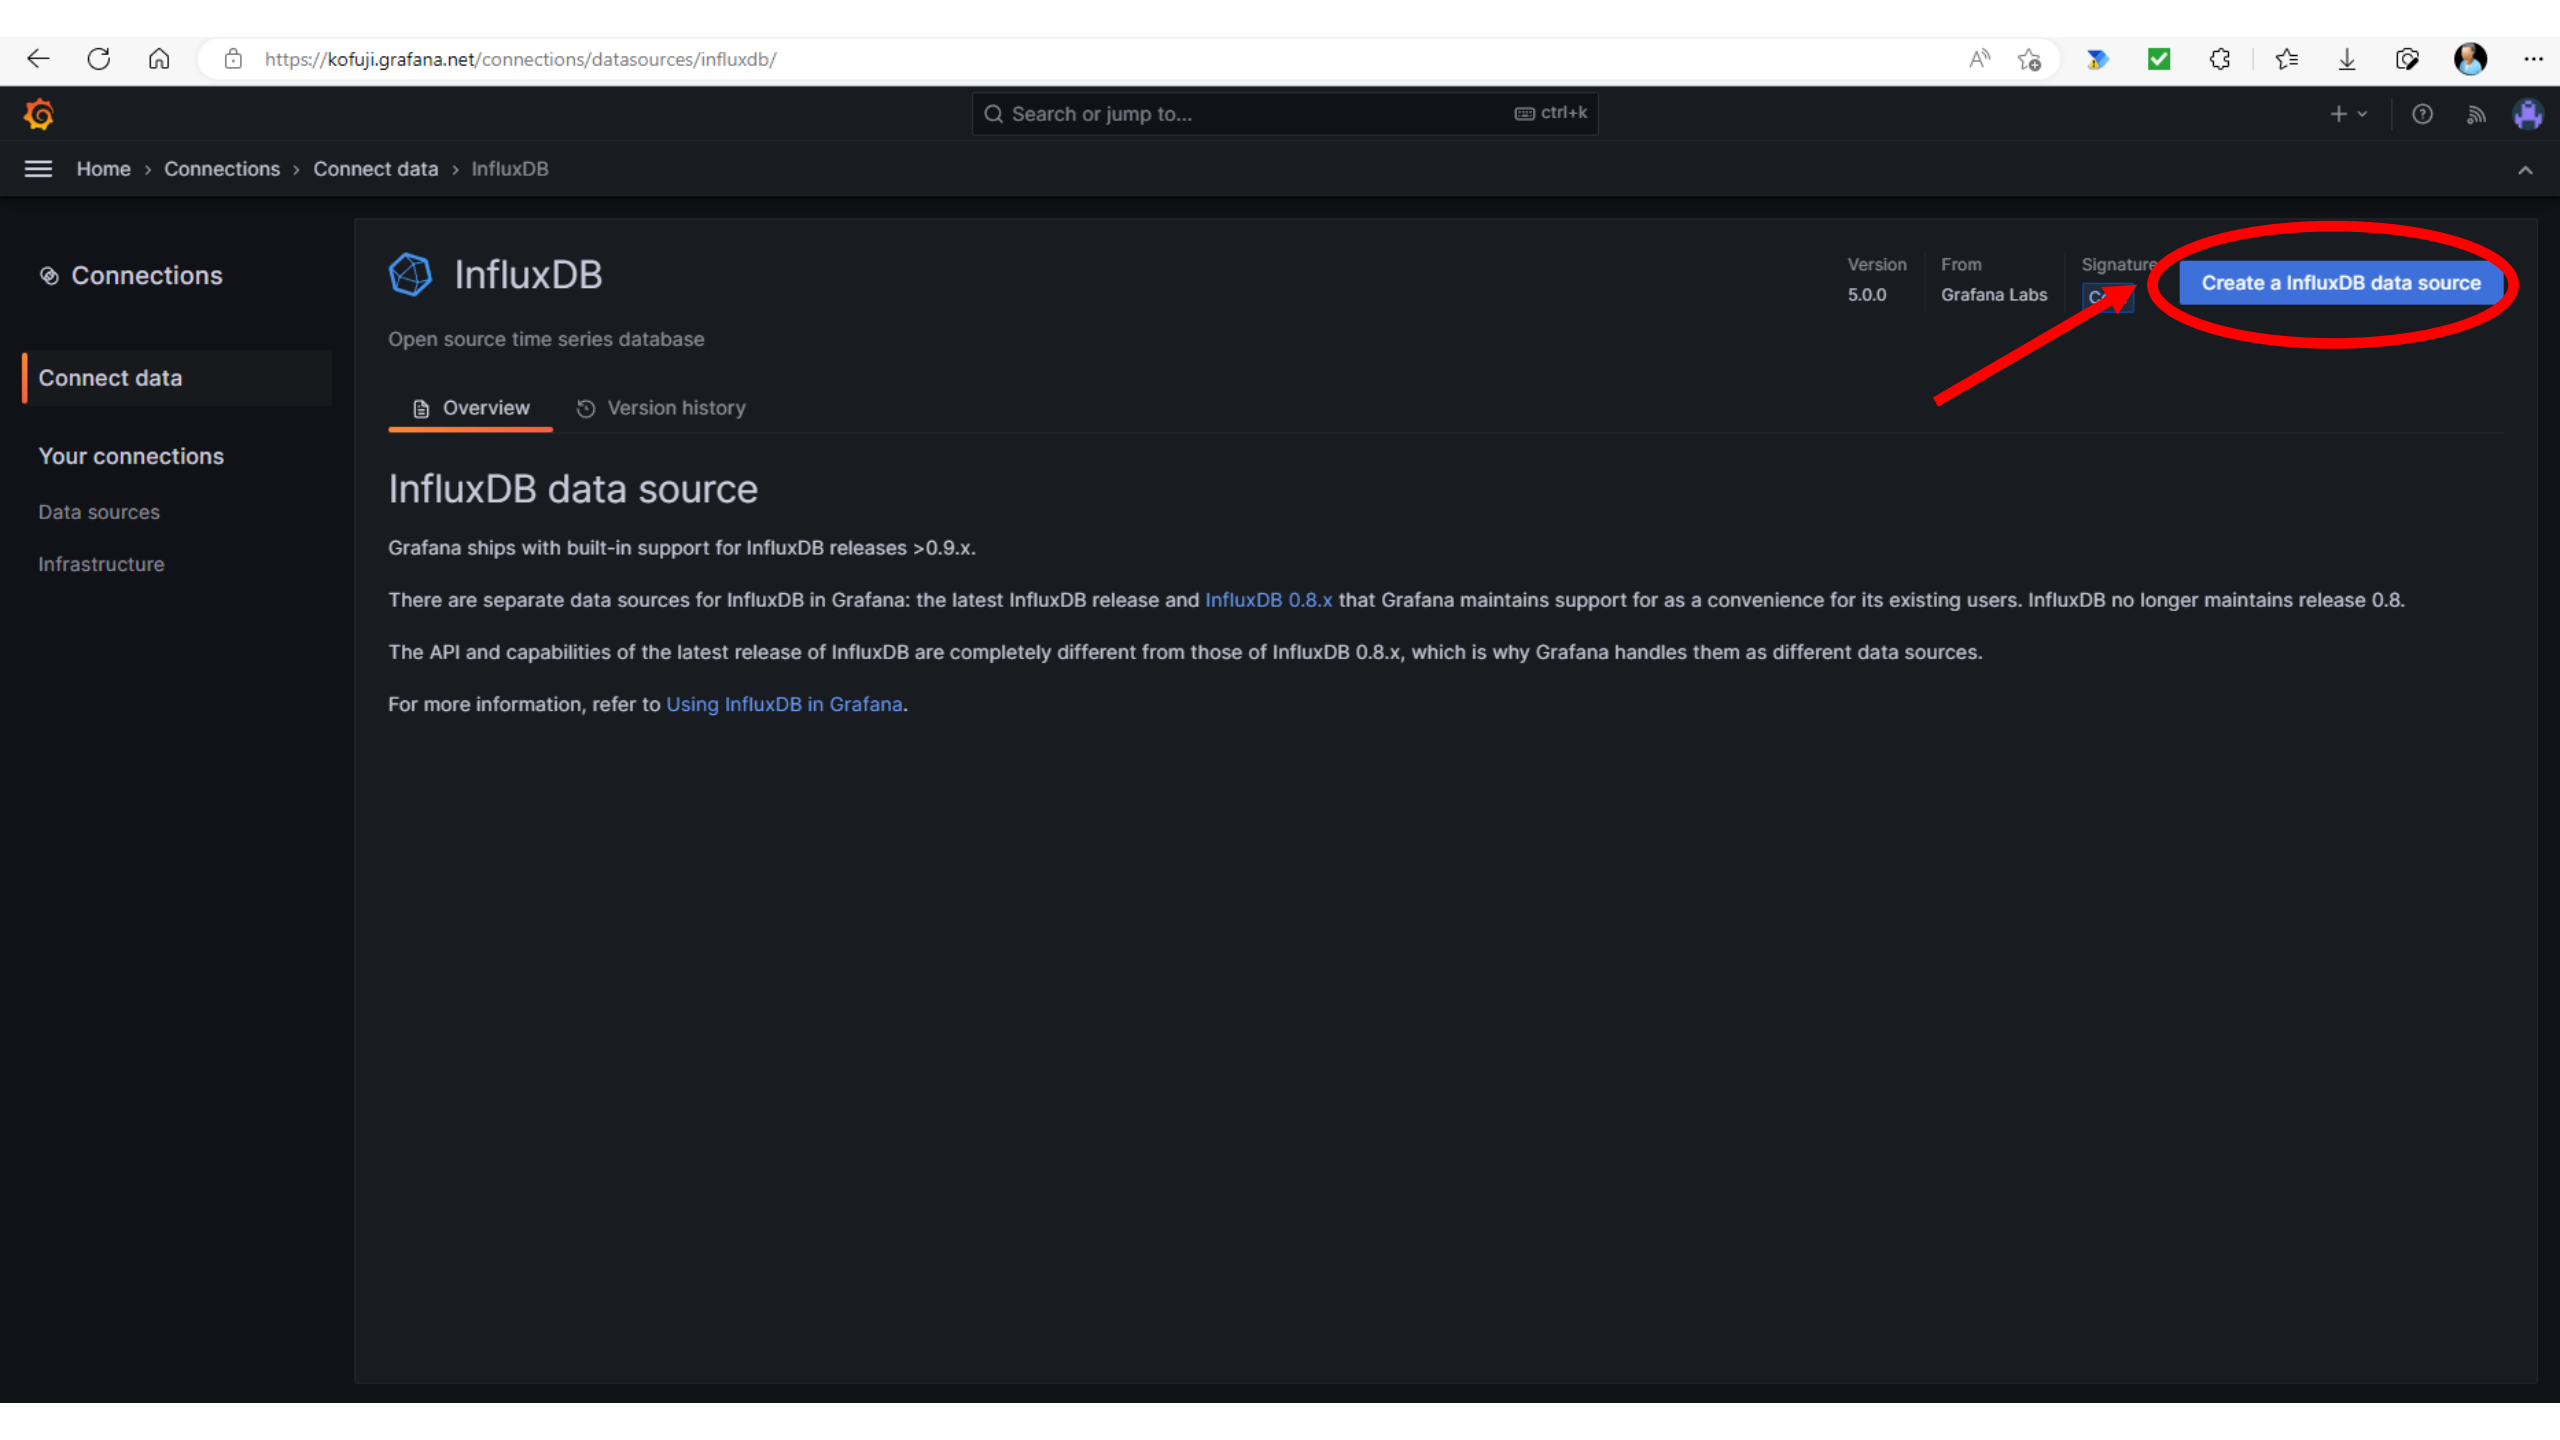 https://kofuji.grafana.net/connections/datasources/influxdb/
Search or jump to...
ctrl+k
Home > Connections > Connect data > InfluxDB
Connections
Connect data
Your connections
Data sources
Infrastructure
InfluxDB
Open source time series database
Version
5.0.0
From
Grafana Labs
Signature
Create a InfluxDB data source
Overview
Version history
InfluxDB data source
Grafana ships with built-in support for InfluxDB releases >0.9.x.
There are separate data sources for InfluxDB in Grafana: the latest InfluxDB release and InfluxDB 0.8.x that Grafana maintains support for as a convenience for its existing users. InfluxDB no longer maintains release 0.8.
The API and capabilities of the latest release of InfluxDB are completely different from those of InfluxDB 0.8.x, which is why Grafana handles them as different data sources.
For more information, refer to Using InfluxDB in Grafana.